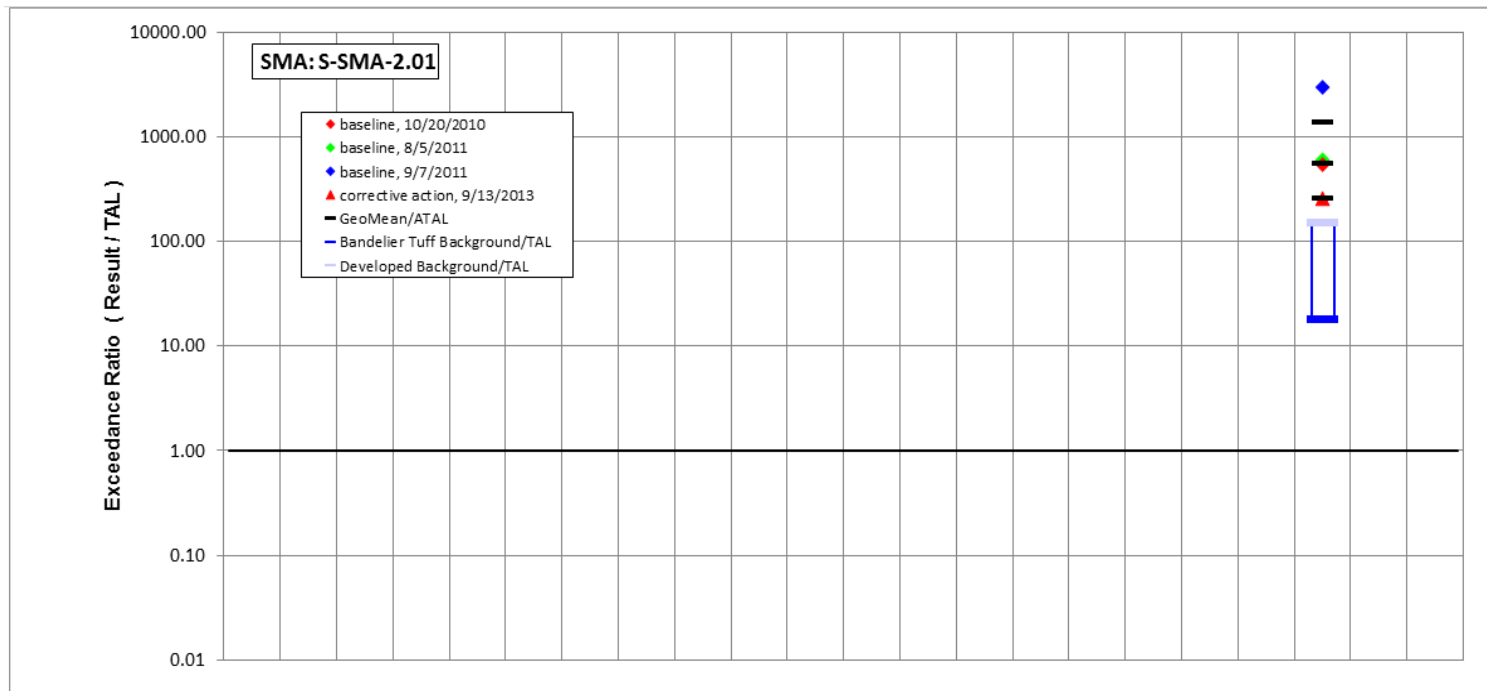 10000.00
SMA: S-SMA-2.01
baseline, 10/20/2010
baseline, 8/5/2011
baseline, 9/7/2011
corrective action, 9/13/2013
GeoMean/ATAL
Bandelier Tuff Background/TAL
Developed Background/TAL
1000.00
100.00
10.00
1.00
0.10
0.01
Exceedance Ratio ( Result / TAL )